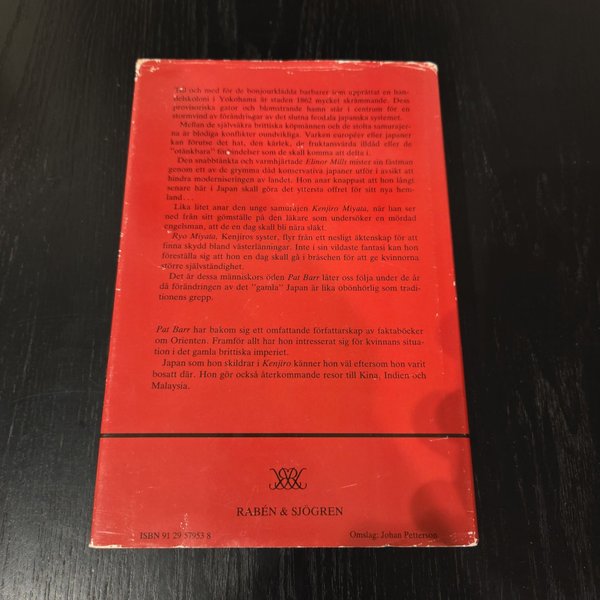 Till och med för de bonjourklädda barbarer som upprättat en han-
delskoloni i Yokohama är staden 1862 mycket skrämmande. Dess
provisoriska gator och blomstrande hamn står i centrum för en
stormvind av förändringar av det slutna feodala japanska systemet.
Mellan de självsäkra brittiska köpmännen och de stolta samurajer-
na är blodiga konflikter oundvikliga. Varken européer eller japaner
kan förutse det hat, den kärlek, de fruktansvärda illdåd eller de
"otänkbara" förbindelser som de skall komma att delta i.
Den snabbtänkta och varmhjärtade Elinor Mills mister sin fästman
genom ett av de grymma dåd konservativa japaner utför i avsikt att
hindra moderniseringen av landet. Hon anar knappast att hon långt
senare här i Japan skall göra det yttersta offret för sitt nya hem-
land...
Lika litet anar den unge samurajen Kenjiro Miyata, när han ser
ned från sitt gömställe på den läkare som undersöker en mördad
engelsman, att de en dag skall bli nära släkt.
Ryo Miyata, Kenjiros syster, flyr från ett nesligt äktenskap för att
finna skydd bland västerlänningar. Inte i sin vildaste fantasi kan hon
föreställa sig att hon en dag skall gå i bräschen för att ge kvinnorna
större självständighet.
Det är dessa människors öden Pat Barr låter oss följa under de år
då förändringen av det "gamla" Japan är lika obönhörlig som tradi-
tionens grepp.
Pat Barr har bakom sig ett omfattande författarskap av faktaböcker
om Orienten. Framför allt har hon intresserat sig för kvinnans situa-
tion i det gamla brittiska imperiet.
Japan som hon skildrar i Kenjiro känner hon väl eftersom hon varit
bosatt där. Hon gör också återkommande resor till Kina, Indien och
Malaysia.
RABÉN & SJÖGREN
ISBN 91 29 57953 8
Omslag: Johan Petterson